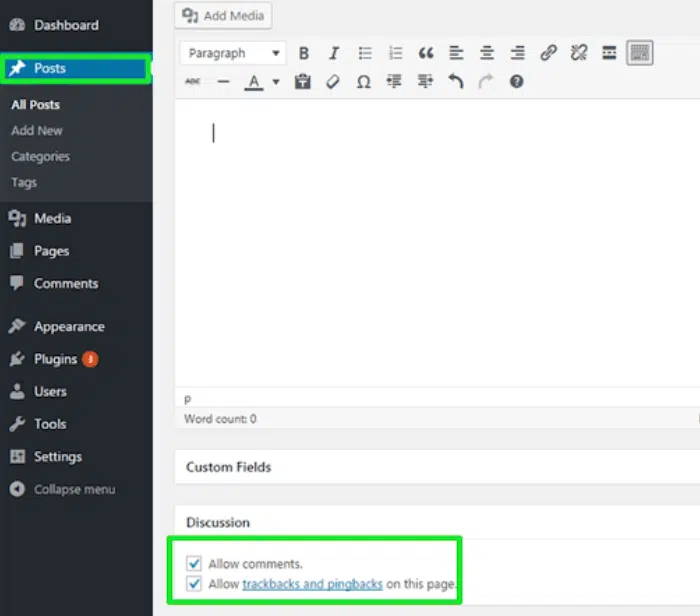 Dashboard
Posts
All Posts
Add New
Categories
Tags
Media
Pages
Comments
Appearance
Plugins 3
Users
Tools
Settings
Collapse menu
Add Media
Paragraph B I
ABC A Ω ?
p
Word count: 0
Custom Fields
Discussion
Allow comments.
Allow trackbacks and pingbacks on this page.